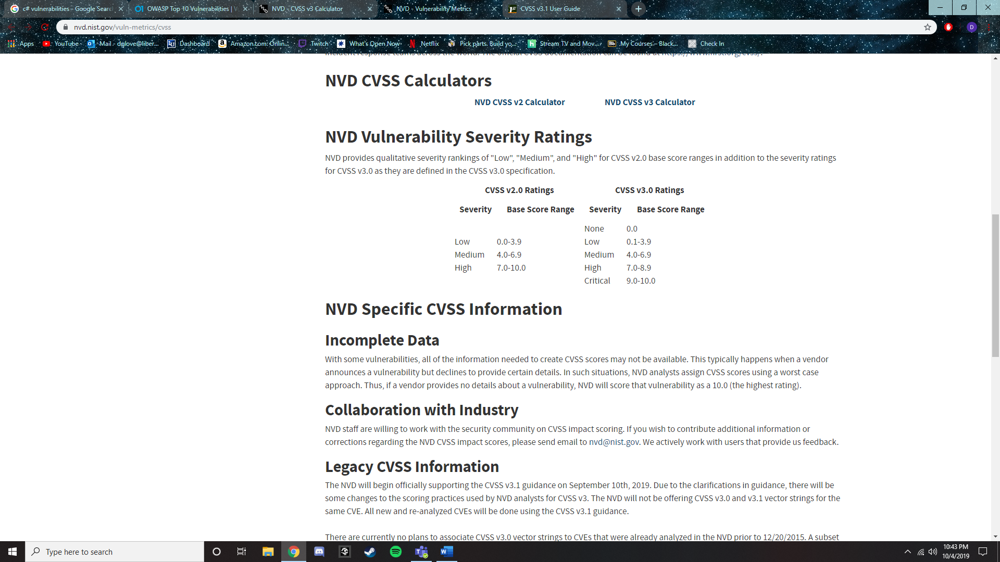 c# vulnerabilities - Google Searc
OWASP Top 10 Vulnerabilities | V
NVD - CVSS v3 Calculator
NVD - Vulnerability Metrics
CVSS v3.1 User Guide
nvd.nist.gov/vuln-metrics/cvss
D
Apps
YouTube
Mail - dglove@liber...
Dashboard
Amazon.com: Onlin...
Twitch
What's Open Now
Netflix
Pick parts. Build yo...
Stream TV and Mov...
My Courses – Black...
Check In
incident response teams across the world. The official CVSS documentation can be found at https://www.first.org/cvss/.
NVD CVSS Calculators
NVD CVSS v2 Calculator NVD CVSS v3 Calculator
NVD Vulnerability Severity Ratings
NVD provides qualitative severity rankings of "Low", "Medium", and "High" for CVSS v2.0 base score ranges in addition to the severity ratings
for CVSS v3.0 as they are defined in the CVSS v3.0 specification.
CVSS v2.0 Ratings CVSS v3.0 Ratings
Severity Base Score Range Severity Base Score Range
None 0.0
Low 0.0-3.9 Low 0.1-3.9
Medium 4.0-6.9 Medium 4.0-6.9
High 7.0-10.0 High 7.0-8.9
Critical 9.0-10.0
NVD Specific CVSS Information
Incomplete Data
With some vulnerabilities, all of the information needed to create CVSS scores may not be available. This typically happens when a vendor
announces a vulnerability but declines to provide certain details. In such situations, NVD analysts assign CVSS scores using a worst case
approach. Thus, if a vendor provides no details about a vulnerability, NVD will score that vulnerability as a 10.0 (the highest rating).
Collaboration with Industry
NVD staff are willing to work with the security community on CVSS impact scoring. If you wish to contribute additional information or
corrections regarding the NVD CVSS impact scores, please send email to nvd@nist.gov. We actively work with users that provide us feedback.
Legacy CVSS Information
The NVD will begin officially supporting the CVSS v3.1 guidance on September 10th, 2019. Due to the clarifications in guidance, there will be
some changes to the scoring practices used by NVD analysts for CVSS v3. The NVD will not be offering CVSS v3.0 and v3.1 vector strings for the
same CVE. All new and re-analyzed CVEs will be done using the CVSS v3.1 guidance.
There are currently no plans to associate CVSS v3.0 vector strings to CVEs that were already analyzed in the NVD prior to 12/20/2015. A subset
Type here to search
10:43 PM
10/4/2019